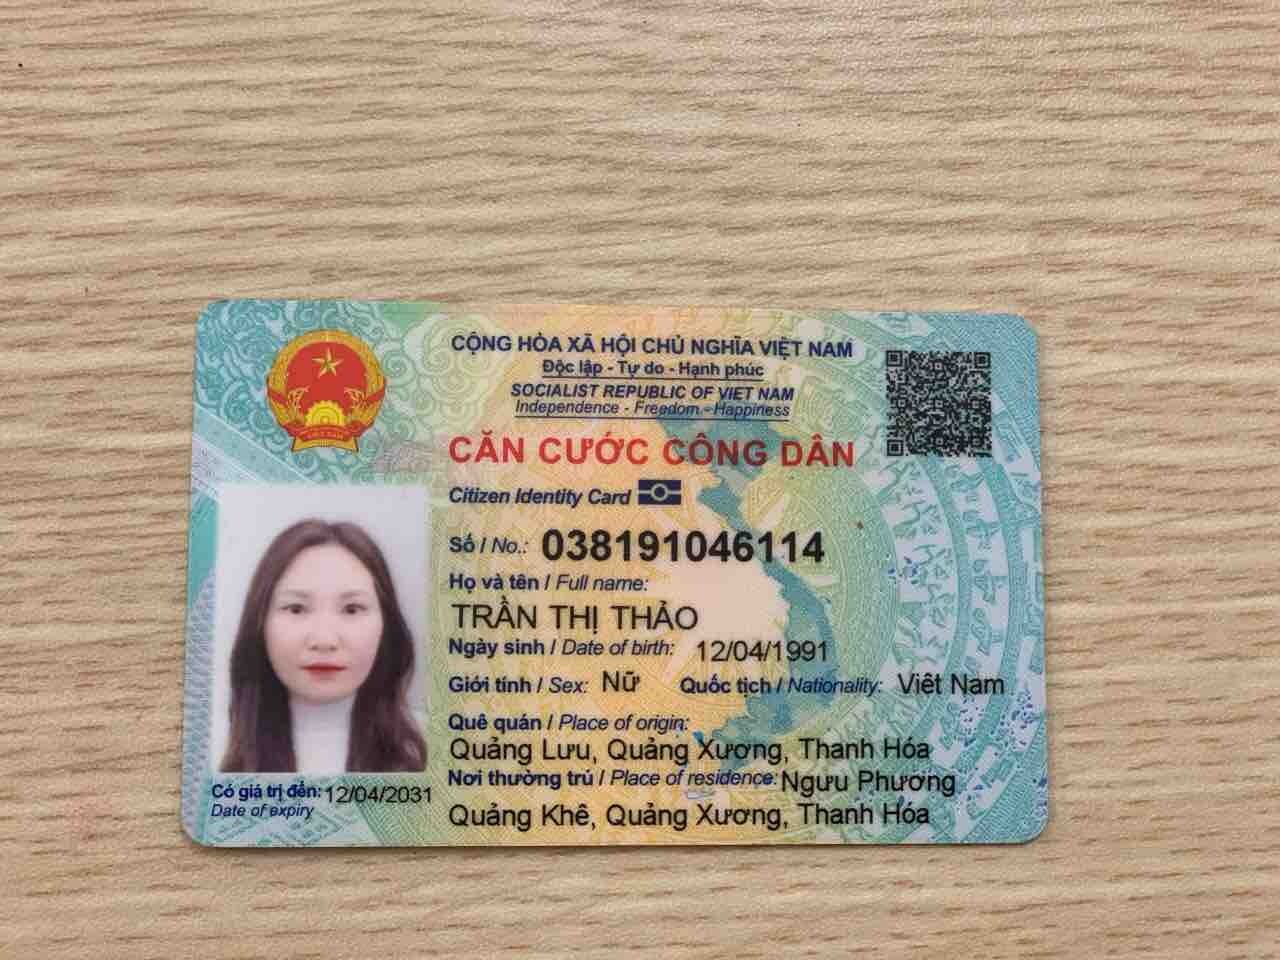 CỘNG HÒA XÃ HỘI CHỦ NGHĨA VIỆT NAM
Độc lập - Tự do - Hạnh phúc
SOCIALIST REPUBLIC OF VIET NAM
Independence - Freedom - Happiness
CĂN CƯỚC CÔNG DÂN
Citizen Identity Card
Số / No.: 038191046114
Họ và tên / Full name:
TRẦN THỊ THẢO
Ngày sinh / Date of birth: 12/04/1991
Giới tính / Sex: Nữ Quốc tịch / Nationality: Việt Nam
Quê quán / Place of origin:
Quảng Lưu, Quảng Xương, Thanh Hóa
Nơi thường trú / Place of residence: Ngưu Phương
Quảng Khê, Quảng Xương, Thanh Hóa
Có giá trị đến: 12/04/2031
Date of expiry